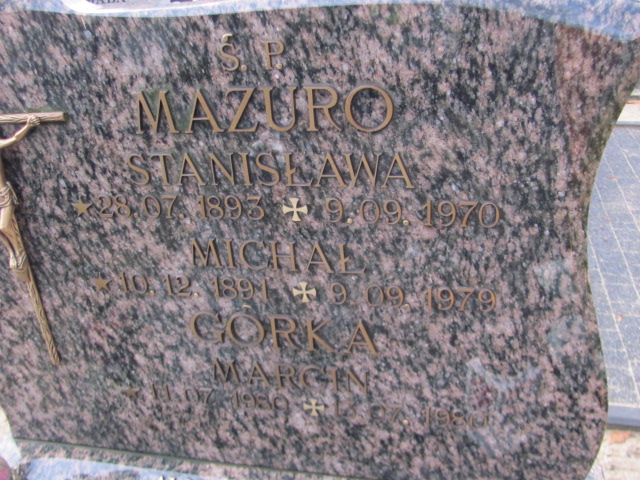 Ś. P.
MAZURO
STANISŁAWA
★28.07.1893 ✠ 9.09.1970
MICHAŁ
★10.12.1891 ✠ 9.09.1979
GÓRKA
MARCIN